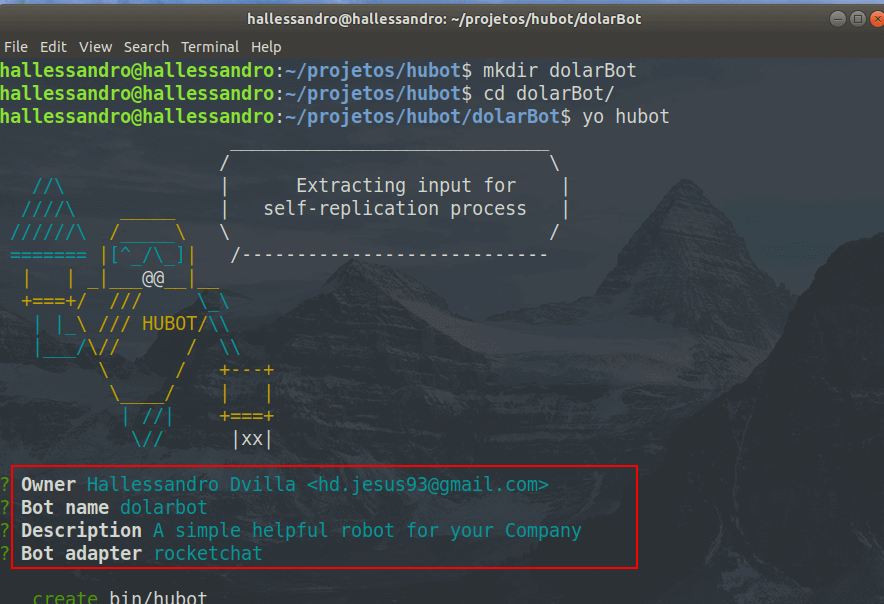 hallessandro@hallessandro: ~/projetos/hubot/dolarBot
File Edit View Search Terminal Help
hallessandro@hallessandro:~/projetos/hubot$ mkdir dolarBot
hallessandro@hallessandro:~/projetos/hubot$ cd dolarBot/
hallessandro@hallessandro:~/projetos/hubot/dolarBot$ yo hubot
Extracting input for
self-replication process
HUBOT
? Owner Hallessandro Dvilla <hd.jesus93@gmail.com>
? Bot name dolarbot
? Description A simple helpful robot for your Company
? Bot adapter rocketchat
create bin/hubot